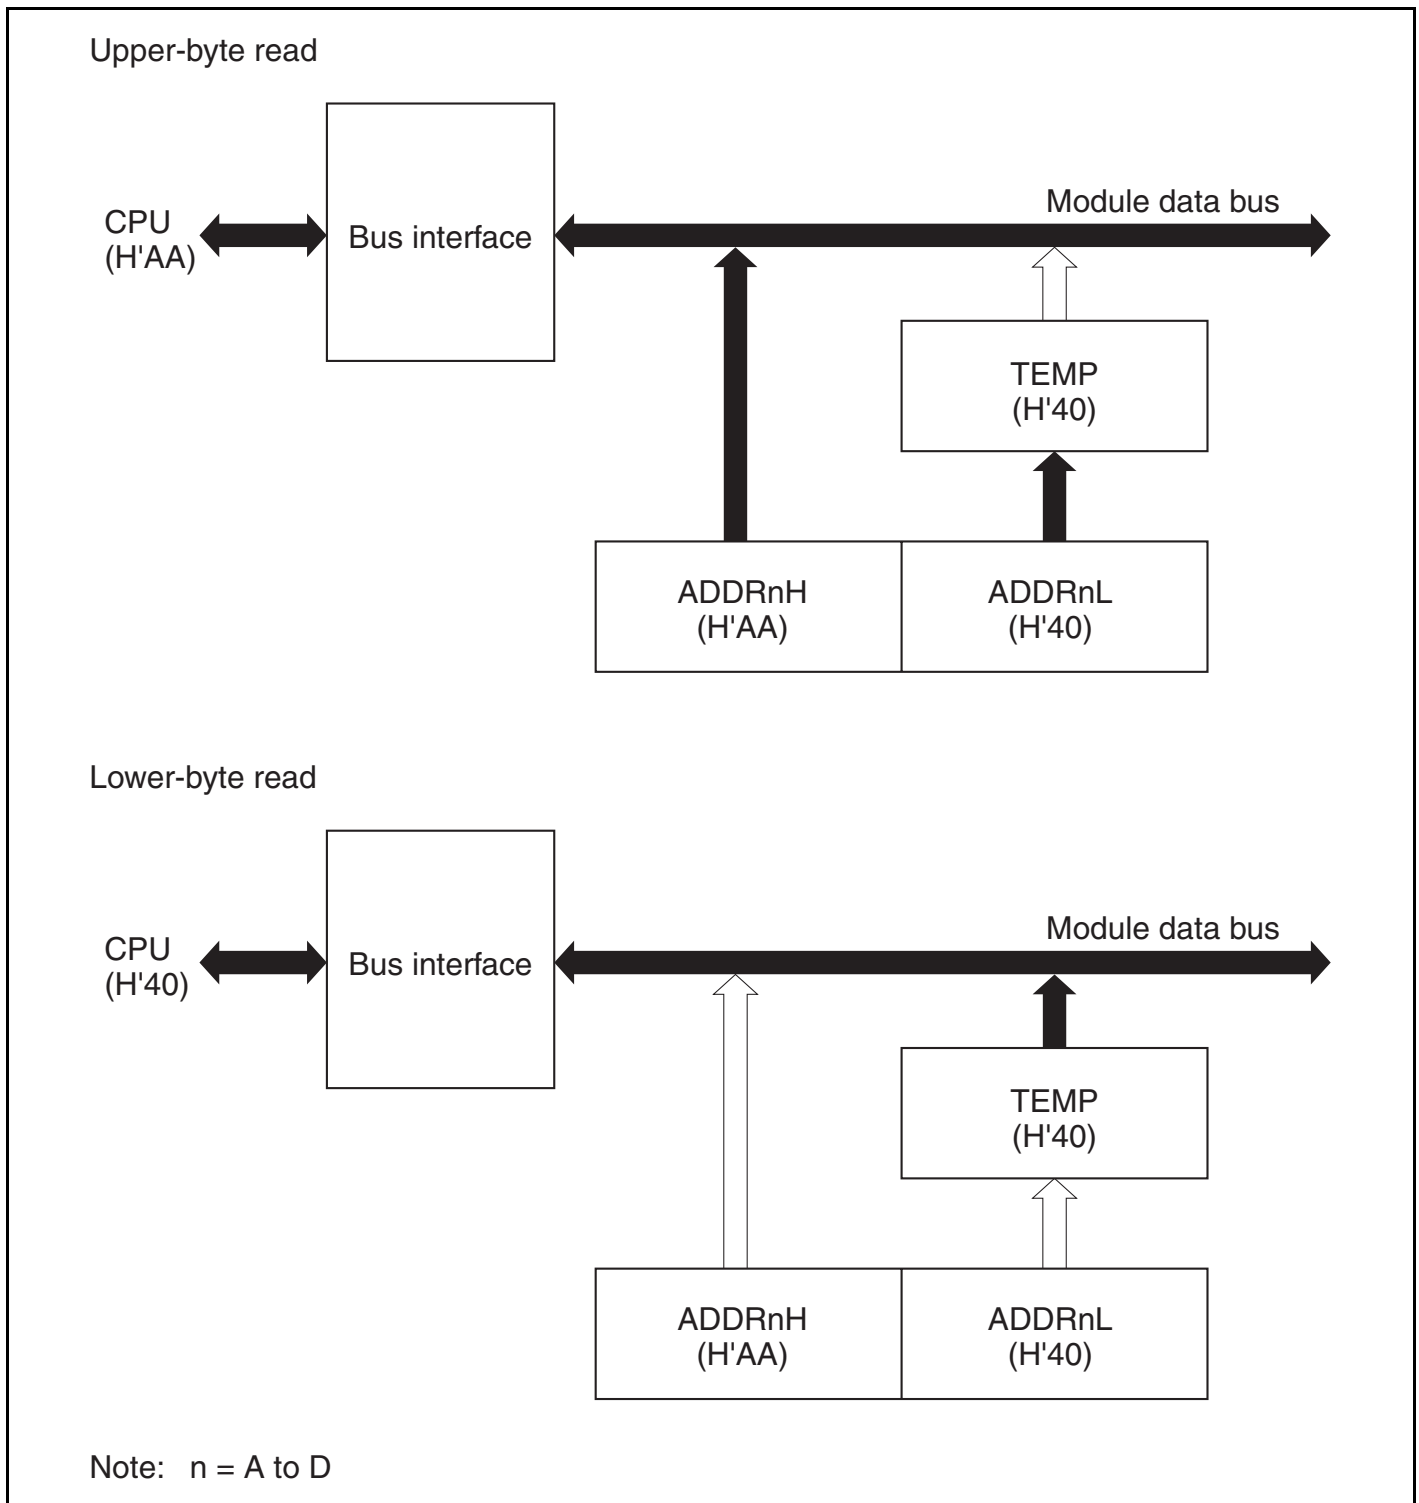 Upper-byte read
Module data bus
CPU
(H'AA)
Bus interface
TEMP
(H'40)
ADDRnH
(H'AA)
ADDRnL
(H'40)
Lower-byte read
Module data bus
CPU
(H'40)
Bus interface
TEMP
(H'40)
ADDRnH
(H'AA)
ADDRnL
(H'40)
Note: n = A to D